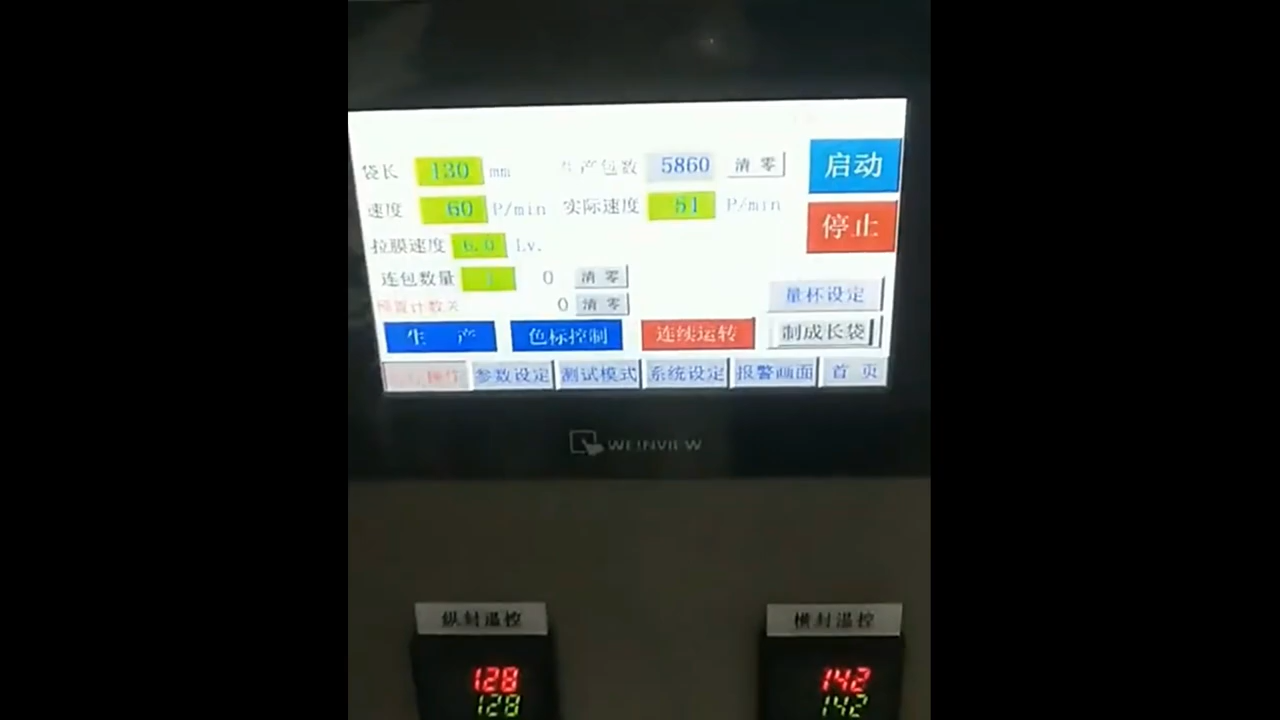 袋长 130 mm 生产包数 5860 清零 启动
速度 60 P/min 实际速度 51 P/min 停止
拉膜速度 6.0 Lv.
连包数量 0 清零
预置计数关 0 清零 量杯设定
生产 色标控制 连续运转 制成长袋
操作 参数设定 测试模式 系统设定 报警画面 首页
WEINVIEW
纵封温控 横封温控
128 142
128 142